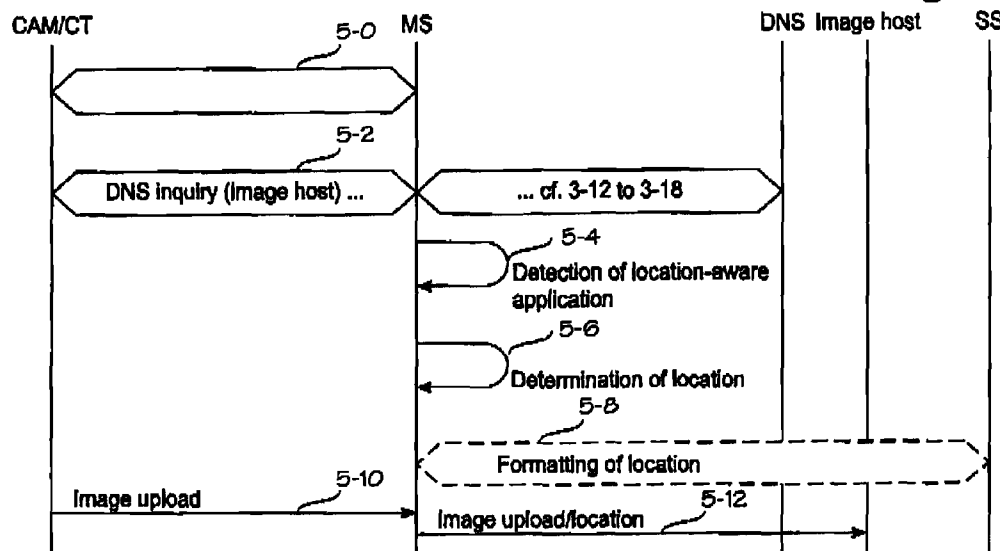 CAM/CT MS DNS Image host SS
5-0
5-2
DNS inquiry (image host) ... ... cf. 3-12 to 3-18
5-4
Detection of location-aware
application
5-6
Determination of location
5-8
Formatting of location
Image upload 5-10
Image upload/location 5-12